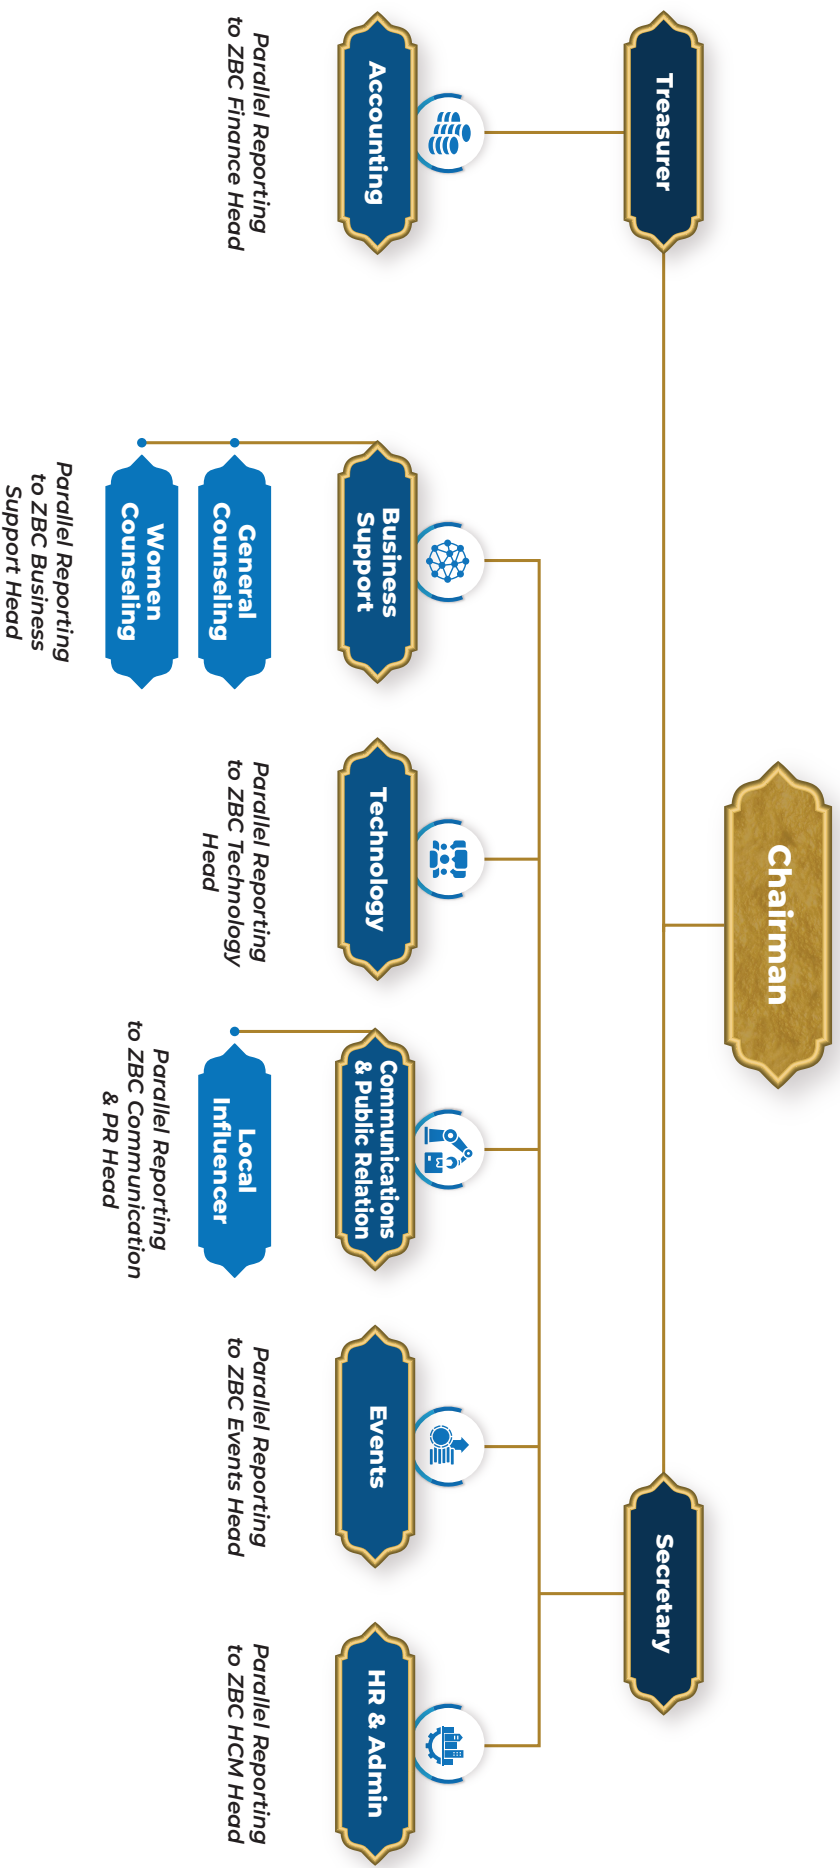 Chairman
Treasurer
Secretary
Accounting
Parallel Reporting
to ZBC Finance Head
Business
Support
General
Counseling
Women
Counseling
Parallel Reporting
to ZBC Business
Support Head
Technology
Parallel Reporting
to ZBC Technology
Head
Communications
& Public Relation
Local
Influencer
Parallel Reporting
to ZBC Communication
& PR Head
Events
Parallel Reporting
to ZBC Events Head
HR & Admin
Parallel Reporting
to ZBC HCM Head